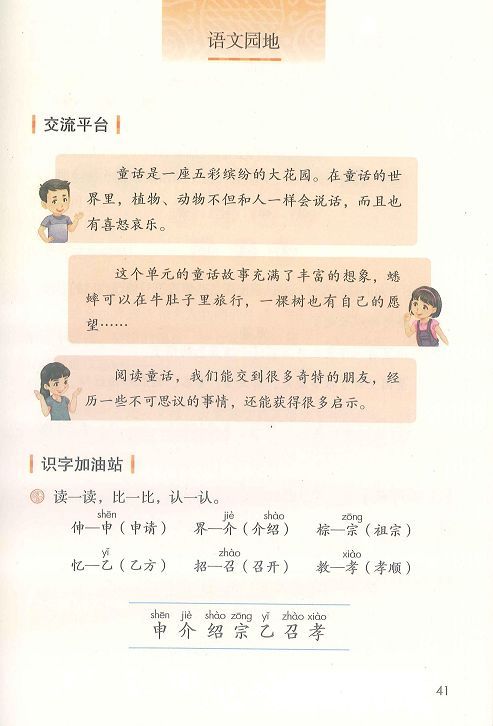 语文园地
交流平台
童话是一座五彩缤纷的大花园。在童话的世
界里，植物、动物不但和人一样会说话，而且也
有喜怒哀乐。
这个单元的童话故事充满了丰富的想象，蟋
蟀可以在牛肚子里旅行，一棵树也有自己的愿
望……
阅读童话，我们能交到很多奇特的朋友，经
历一些不可思议的事情，还能获得很多启示。
识字加油站
读一读，比一比，认一认。
shēn jiè shào zōng
伸—申（申请） 界—介（介绍） 棕—宗（祖宗）
yǐ zhào xiào
忆—乙（乙方） 招—召（召开） 教—孝（孝顺）
shēn jiè shào zōng yǐ zhào xiào
申 介 绍 宗 乙 召 孝
41